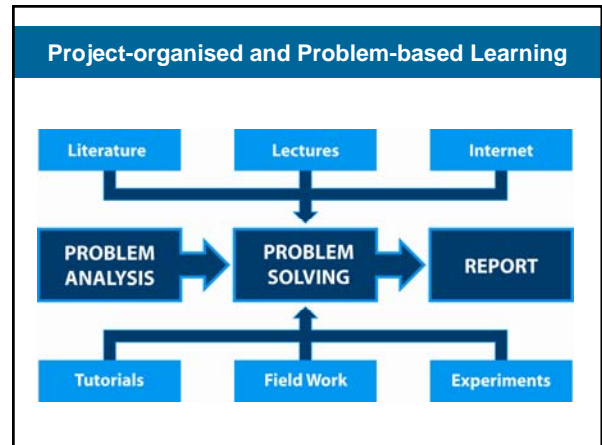 Project-organised and Problem-based Learning
Literature
Lectures
Internet
PROBLEM
ANALYSIS
PROBLEM
SOLVING
REPORT
Tutorials
Field Work
Experiments